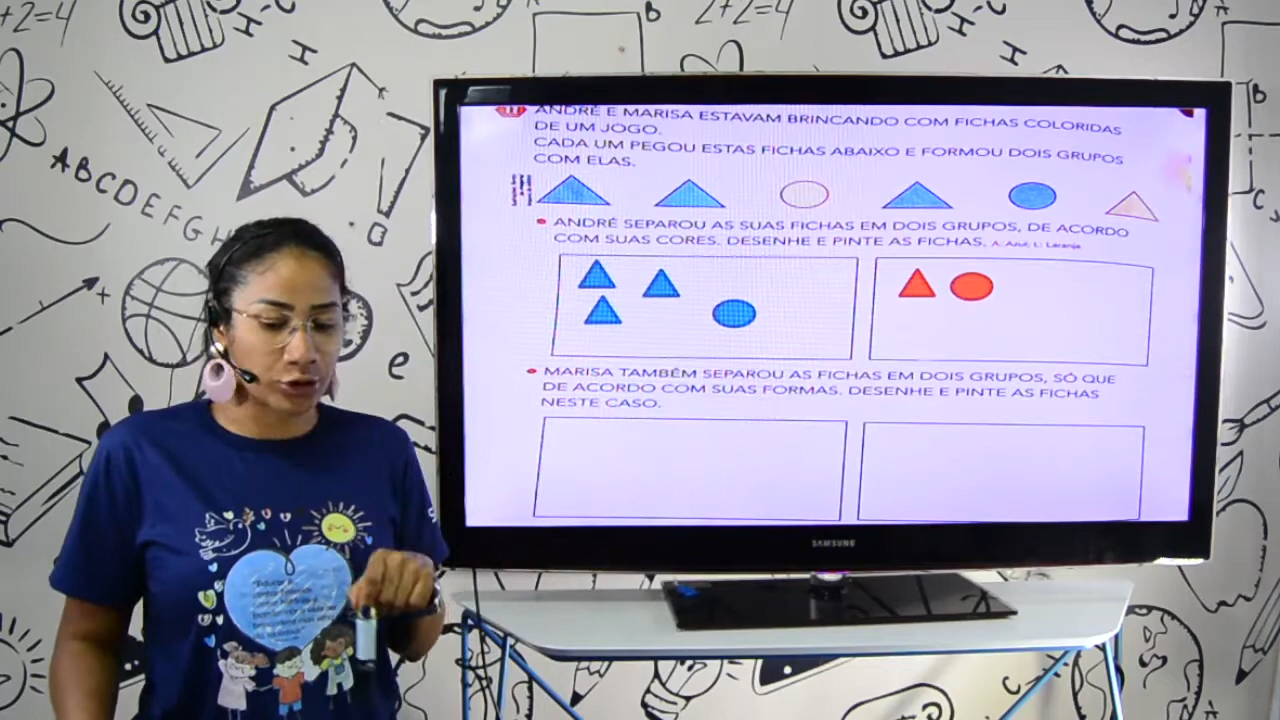 +2=4
B
2+2=4
ABCDEFGH
e
B
ANDRÉ E MARISA ESTAVAM BRINCANDO COM FICHAS COLORIDAS
DE UM JOGO.
CADA UM PEGOU ESTAS FICHAS ABAIXO E FORMOU DOIS GRUPOS
COM ELAS.
ANDRÉ SEPAROU AS SUAS FICHAS EM DOIS GRUPOS, DE ACORDO
COM SUAS CORES. DESENHE E PINTE AS FICHAS. A: Azul; L: Laranja
MARISA TAMBÉM SEPAROU AS FICHAS EM DOIS GRUPOS, SÓ QUE
DE ACORDO COM SUAS FORMAS. DESENHE E PINTE AS FICHAS
NESTE CASO.
SAMSUNG
"Educar é